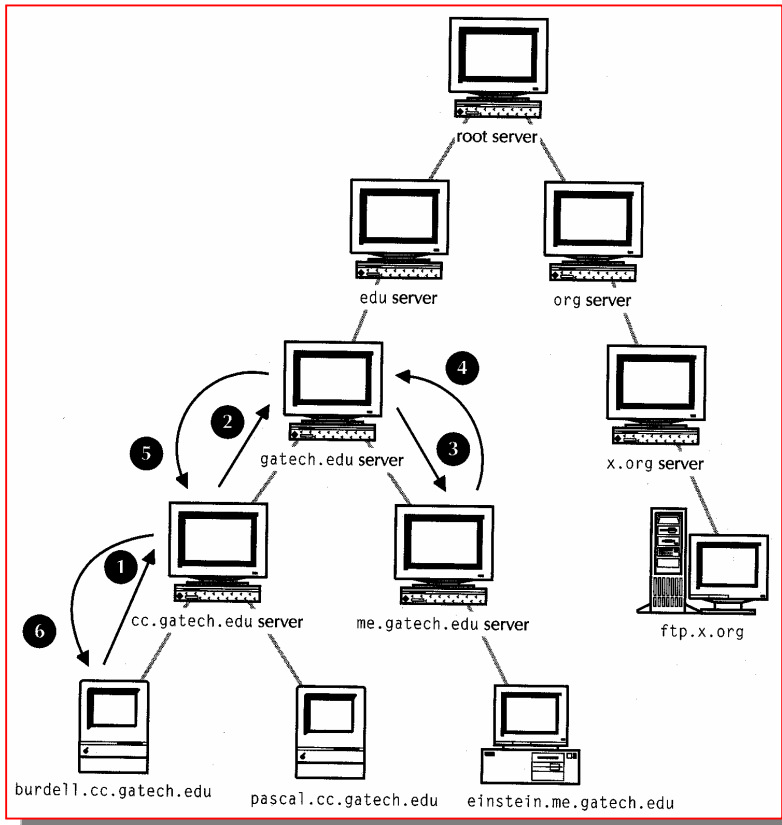 root server
edu server
org server
4
2
5
3
gatech.edu server
x.org server
1
6
cc.gatech.edu server
me.gatech.edu server
ftp.x.org
burdell.cc.gatech.edu
pascal.cc.gatech.edu
einstein.me.gatech.edu